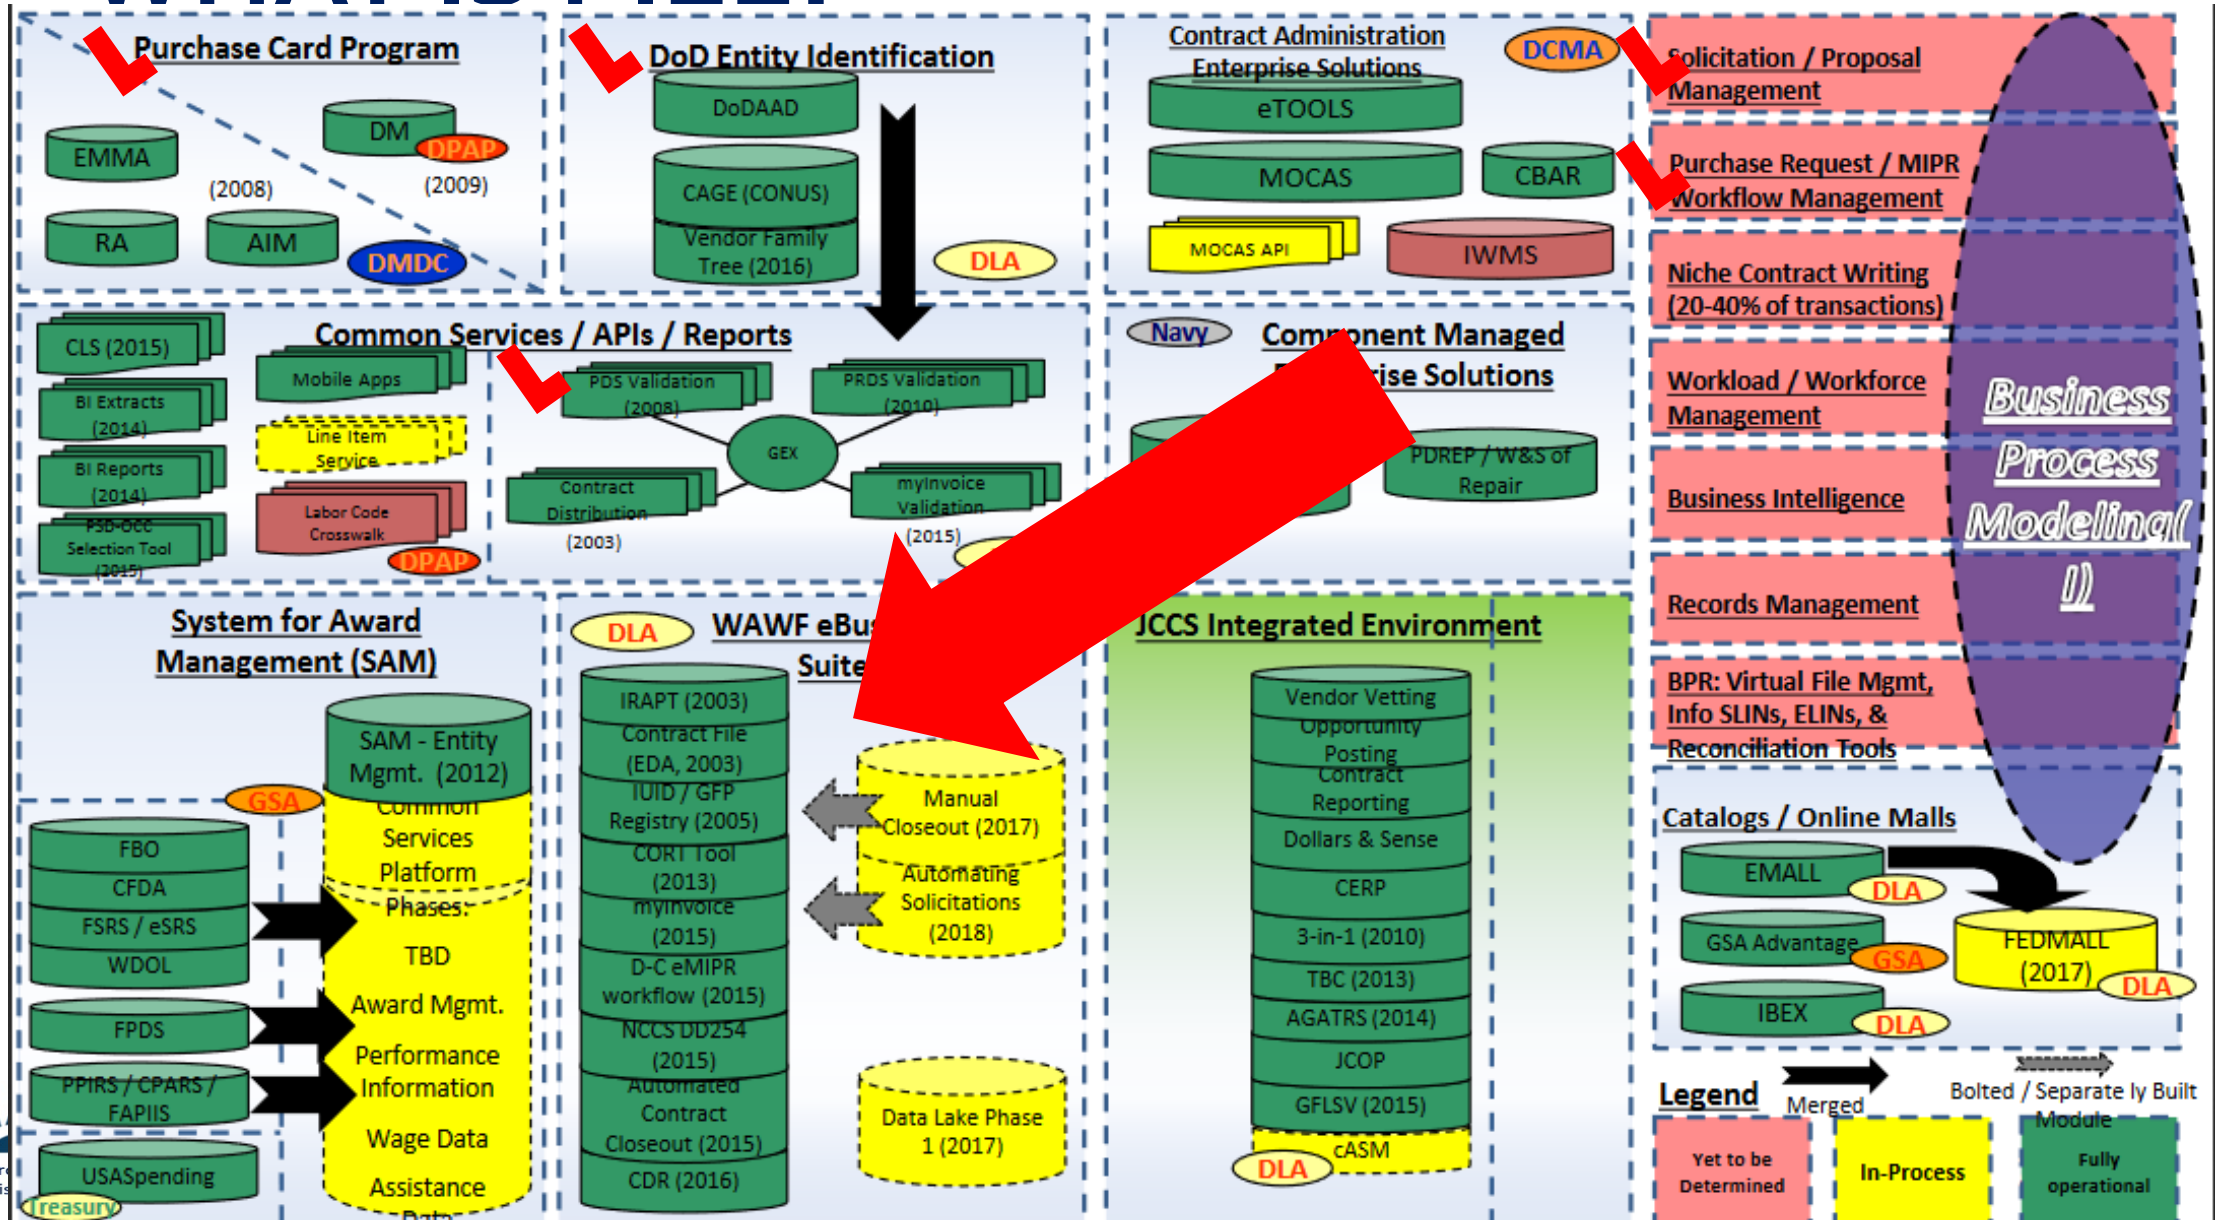 Purchase Card Program
EMMA
DM
DPAP
(2008)
(2009)
RA
AIM
DMDC
DoD Entity Identification
DoDAAD
CAGE (CONUS)
Vendor Family
Tree (2016)
DLA
Contract Administration
Enterprise Solutions
DCMA
eTOOLS
MOCAS
CBAR
MOCAS API
IWMS
Solicitation / Proposal
Management
Purchase Request / MIPR
Workflow Management
Niche Contract Writing
(20-40% of transactions)
Workload / Workforce
Management
Business Intelligence
Records Management
BPR: Virtual File Mgmt,
Info SLINs, ELINs, &
Reconciliation Tools
Business
Process
Modeling(
I)
Common Services / APIs / Reports
CLS (2015)
BI Extracts
(2014)
BI Reports
(2014)
PSD-OCC
Selection Tool
(2015)
Mobile Apps
Line Item
Service
Labor Code
Crosswalk
DPAP
PDS Validation
(2008)
PRDS Validation
(2010)
GEX
Contract
Distribution
(2003)
myInvoice
Validation
(2015)
Navy
Component Managed
Solutions
PDREP / W&S of
Repair
System for Award
Management (SAM)
SAM - Entity
Mgmt. (2012)
GSA
Common
Services
Platform
Phases:
TBD
Award Mgmt.
Performance
Information
Wage Data
Assistance
Data
FBO
CFDA
FSRS / eSRS
WDOL
FPDS
PPIRS / CPARS /
FAPIIS
USASpending
Treasury
DLA
WAWF
Suite
IRAPT (2003)
Contract File
(EDA, 2003)
IUID / GFP
Registry (2005)
CORT Tool
(2013)
myInvoice
(2015)
D-C eMIPR
workflow (2015)
NCCS DD254
(2015)
Automated
Contract
Closeout (2015)
CDR (2016)
Manual
Closeout (2017)
Automating
Solicitations
(2018)
Data Lake Phase
1 (2017)
JCCS Integrated Environment
Vendor Vetting
Opportunity
Posting
Contract
Reporting
Dollars & Sense
CERP
3-in-1 (2010)
TBC (2013)
AGATRS (2014)
JCOP
GFLSV (2015)
cASM
DLA
Catalogs / Online Malls
EMALL
DLA
GSA Advantage
GSA
IBEX
DLA
FEDMALL
(2017)
DLA
Legend
Merged
Bolted / Separate ly Built
Module
Yet to be
Determined
In-Process
Fully
operational